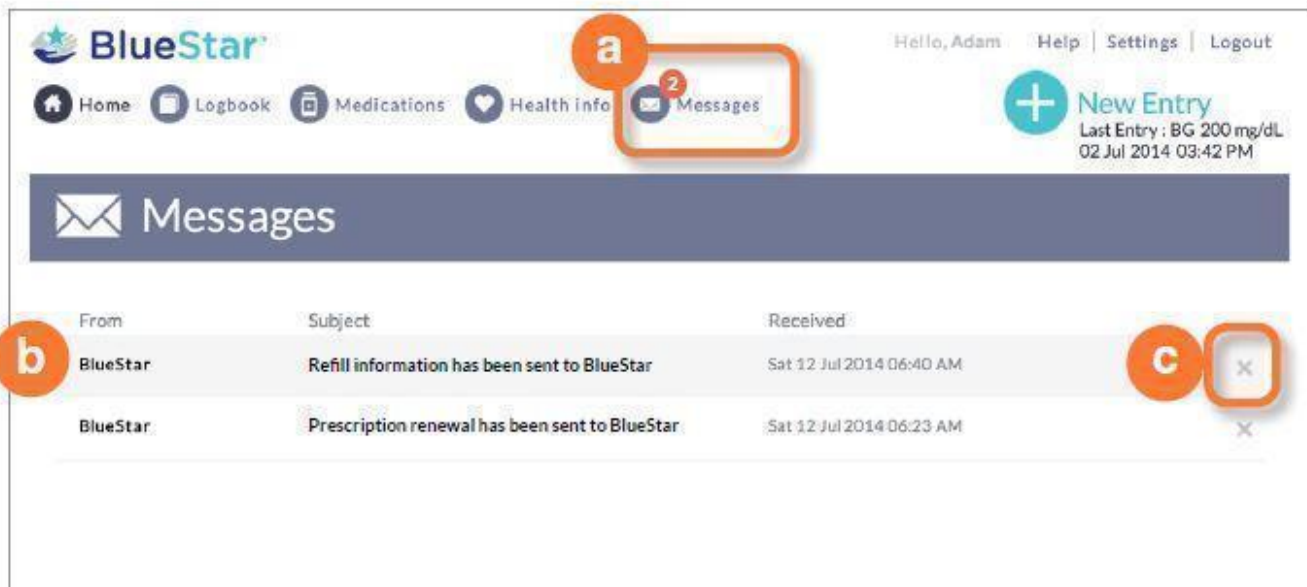 BlueStar
Hello, Adam Help | Settings | Logout
a
Home Logbook Medications Health info 2 Messages
New Entry
Last Entry : BG 200 mg/dL
02 Jul 2014 03:42 PM
Messages
From Subject Received
b BlueStar Refill information has been sent to BlueStar Sat 12 Jul 2014 06:40 AM c ×
BlueStar Prescription renewal has been sent to BlueStar Sat 12 Jul 2014 06:23 AM ×